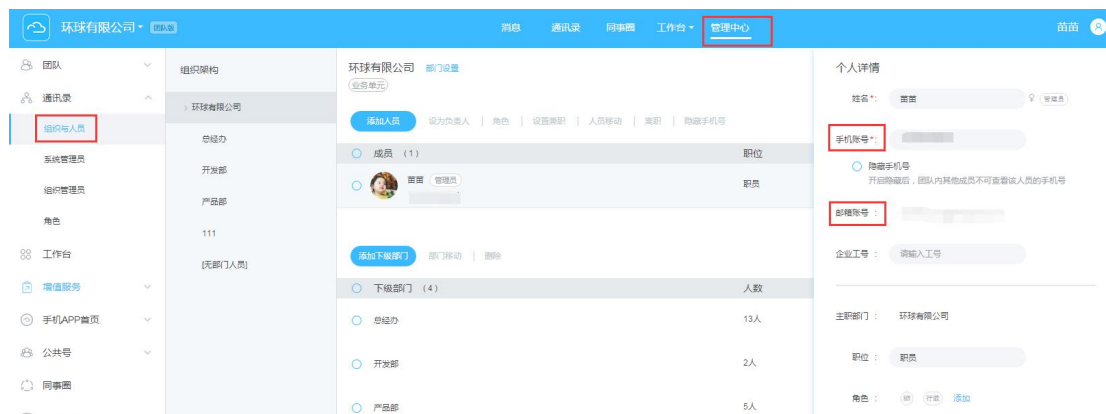 环球有限公司 团队版 消息 通讯录 同事圈 工作台 管理中心 苗苗
团队
通讯录
组织与人员
系统管理员
组织管理员
角色
工作台
增值服务
手机APP首页
公共号
同事圈
组织架构
环球有限公司
总经办
开发部
产品部
111
[无部门人员]
环球有限公司 部门设置
(业务单元)
添加人员 设为负责人 | 角色 | 设置兼职 | 人员移动 | 离职 | 隐藏手机号
成员 (1) 职位
苗苗 管理员 职员
添加下级部门 部门移动 | 删除
下级部门 (4) 人数
总经办 13人
开发部 2人
产品部 5人
个人详情
姓名*: 苗苗 管理员
手机账号*:
隐藏手机号
开启隐藏后，团队内其他成员不可查看该人员的手机号
邮箱账号 :
企业工号 : 请输入工号
主职部门 : 环球有限公司
职位 : 职员
角色 : 添加